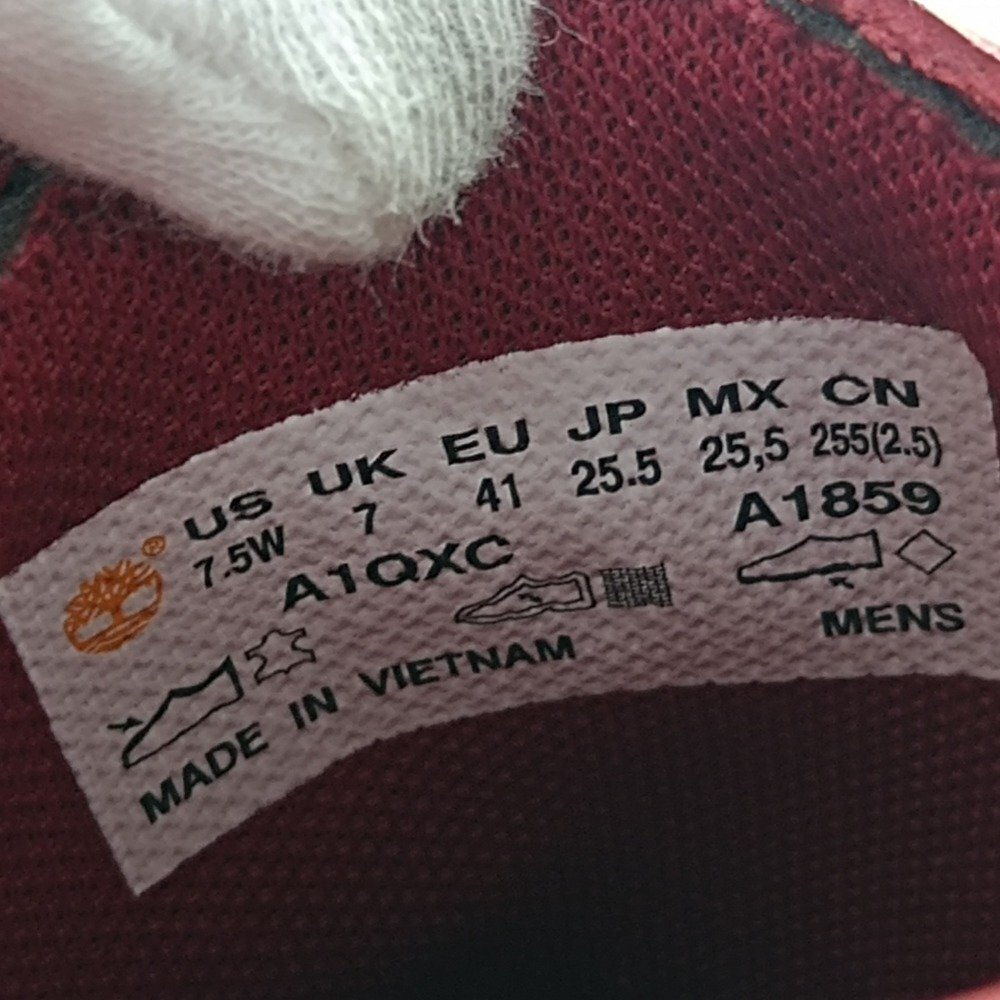 US UK EU JP MX CN
7.5W 7 41 25.5 25,5 255(2.5)
A1QXC A1859
MENS
MADE IN VIETNAM
®